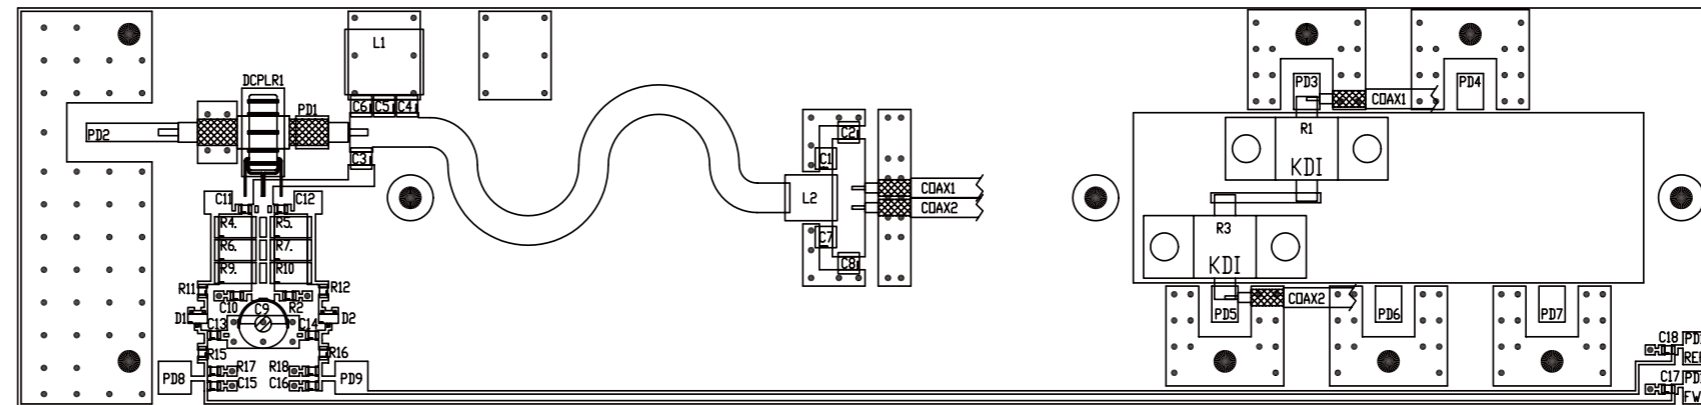 L1
DCPLR1
C6 C5 C4
PD1
PD2
C3
C11
C12
R4.
R5.
R6.
R7.
R9.
R10
R11
R12
C10
C9
R2
D1
D2
C13
C14
R15
R16
R17
R18
C15
C16
PD8
PD9
C2
C1
L2
C7
C8
COAX1
COAX2
PD3
PD4
COAX1
R1
KDI
R3
KDI
COAX2
PD5
PD6
PD7
C18
C17